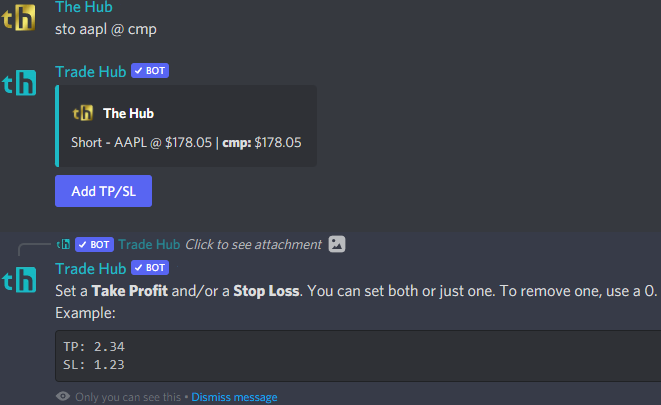 The Hub
sto aapl @ cmp
Trade Hub ✓ BOT
th The Hub
Short - AAPL @ $178.05 | cmp: $178.05
Add TP/SL
th ✓ BOT Trade Hub Click to see attachment
th Trade Hub ✓ BOT
Set a Take Profit and/or a Stop Loss. You can set both or just one. To remove one, use a 0.
Example:
TP: 2.34
SL: 1.23
Only you can see this • Dismiss message